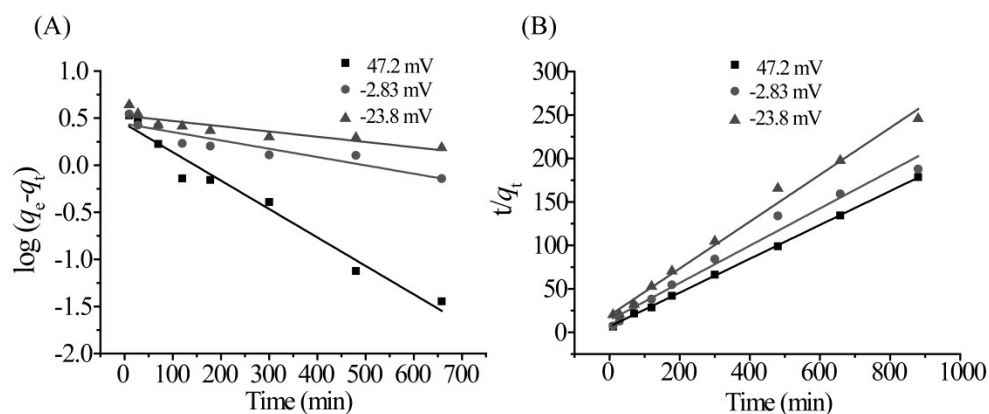 (A)
47.2 mV
-2.83 mV
-23.8 mV
1.0
0.5
0.0
-0.5
-1.0
-1.5
-2.0
log (qe-qt)
0 100 200 300 400 500 600 700
Time (min)
(B)
47.2 mV
-2.83 mV
-23.8 mV
300
250
200
150
100
50
0
t/qt
0 200 400 600 800 1000
Time (min)